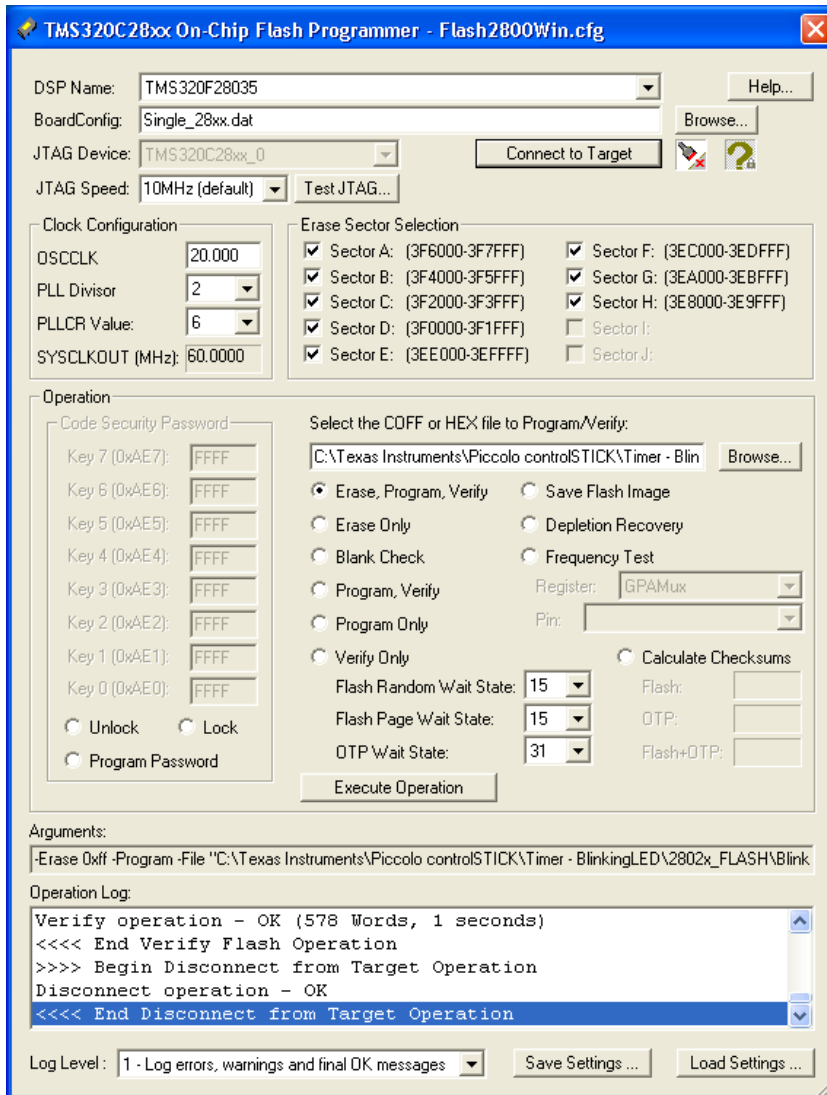 TMS320C28xx On-Chip Flash Programmer - Flash2800Win.cfg
DSP Name: TMS320F28035 Help...
BoardConfig: Single_28xx.dat Browse...
JTAG Device: TMS320C28xx_0 Connect to Target
JTAG Speed: 10MHz (default) Test JTAG...
Clock Configuration
OSCCLK 20.000
PLL Divisor 2
PLLCR Value: 6
SYSCLKOUT (MHz): 60.0000
Erase Sector Selection
Sector A: (3F6000-3F7FFF) Sector F: (3EC000-3EDFFF)
Sector B: (3F4000-3F5FFF) Sector G: (3EA000-3EBFFF)
Sector C: (3F2000-3F3FFF) Sector H: (3E8000-3E9FFF)
Sector D: (3F0000-3F1FFF) Sector I:
Sector E: (3EE000-3EFFFF) Sector J:
Operation
Code Security Password
Key 7 (0xAE7): FFFF
Key 6 (0xAE6): FFFF
Key 5 (0xAE5): FFFF
Key 4 (0xAE4): FFFF
Key 3 (0xAE3): FFFF
Key 2 (0xAE2): FFFF
Key 1 (0xAE1): FFFF
Key 0 (0xAE0): FFFF
Unlock Lock
Program Password
Select the COFF or HEX file to Program/Verify:
C:\Texas Instruments\Piccolo controlSTICK\Timer - Blin Browse...
Erase, Program, Verify Save Flash Image
Erase Only Depletion Recovery
Blank Check Frequency Test
Program, Verify Register: GPAMux
Program Only Pin:
Verify Only Calculate Checksums
Flash Random Wait State: 15 Flash:
Flash Page Wait State: 15 OTP:
OTP Wait State: 31 Flash+OTP:
Execute Operation
Arguments:
-Erase 0xff -Program -File "C:\Texas Instruments\Piccolo controlSTICK\Timer - BlinkingLED\2802x_FLASH\Blink
Operation Log:
Verify operation - OK (578 Words, 1 seconds)
<<<< End Verify Flash Operation
>>>> Begin Disconnect from Target Operation
Disconnect operation - OK
<<<< End Disconnect from Target Operation
Log Level : 1 - Log errors, warnings and final OK messages Save Settings ... Load Settings ...